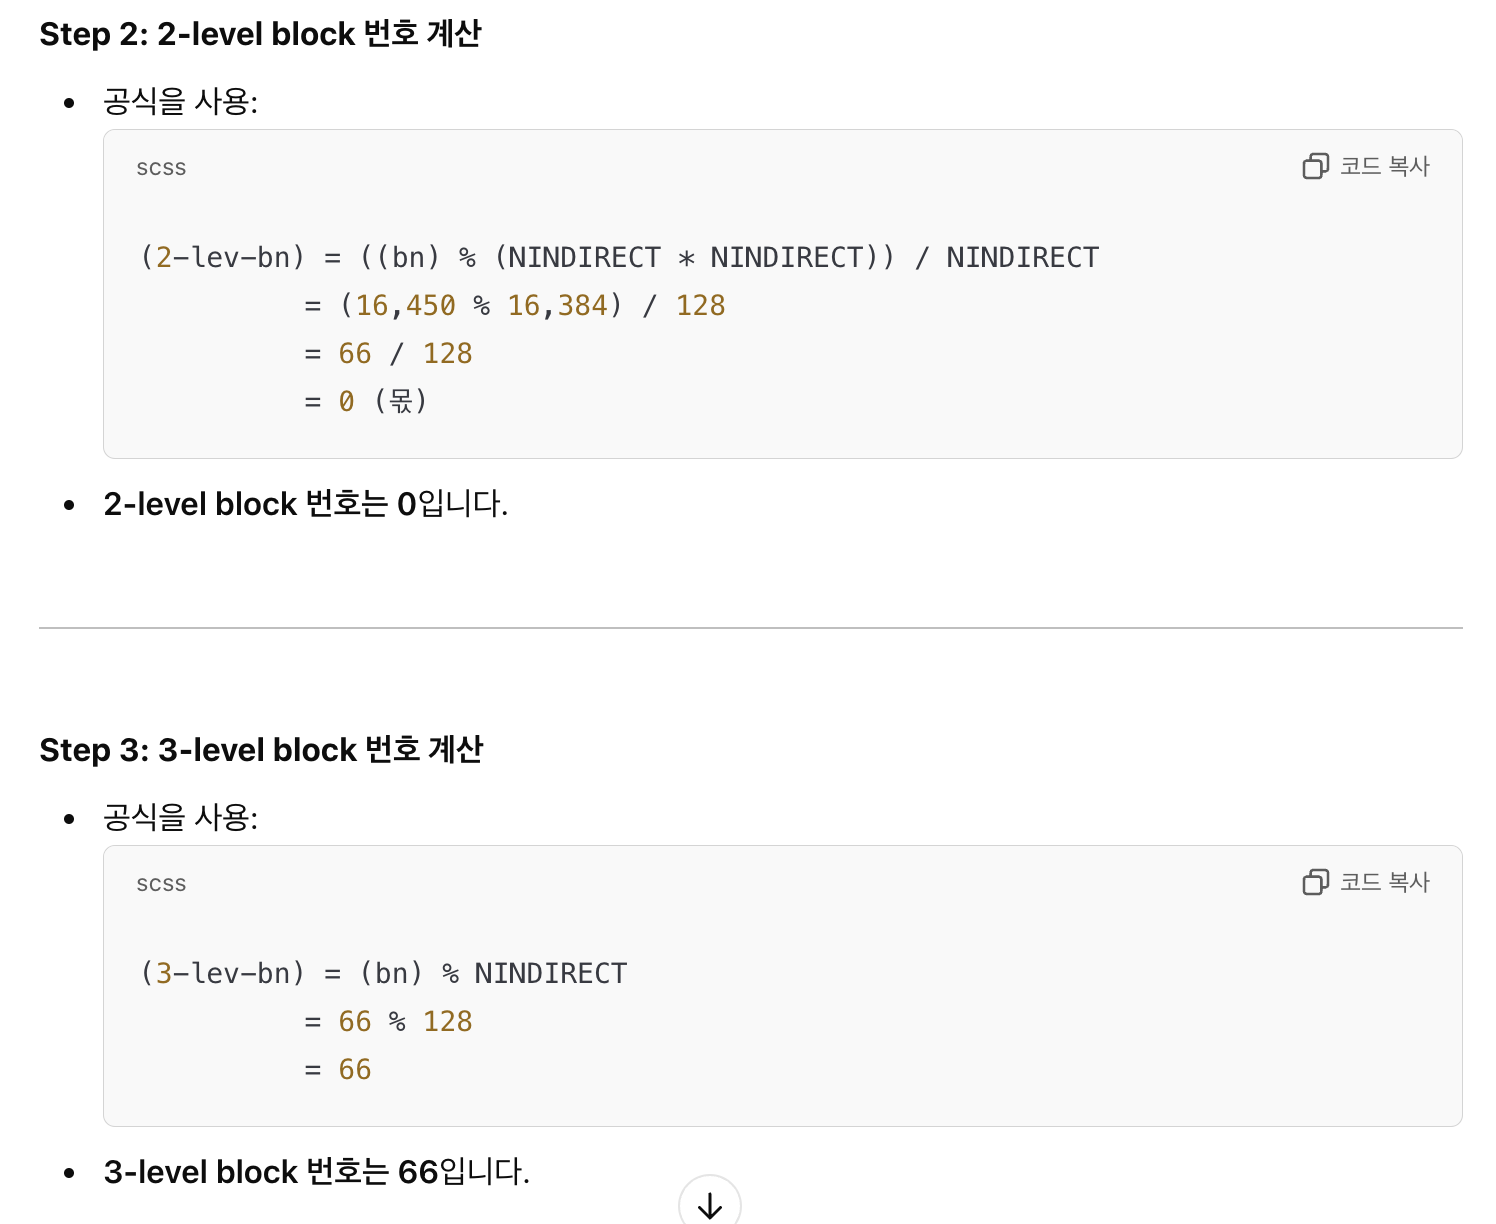 Step 2: 2-level block 번호 계산
• 공식을 사용:
scss
코드 복사
(2-lev-bn) = ((bn) % (NINDIRECT * NINDIRECT)) / NINDIRECT
= (16,450 % 16,384) / 128
= 66 / 128
= 0 (몫)
• 2-level block 번호는 0입니다.
Step 3: 3-level block 번호 계산
• 공식을 사용:
scss
코드 복사
(3-lev-bn) = (bn) % NINDIRECT
= 66 % 128
= 66
• 3-level block 번호는 66입니다.